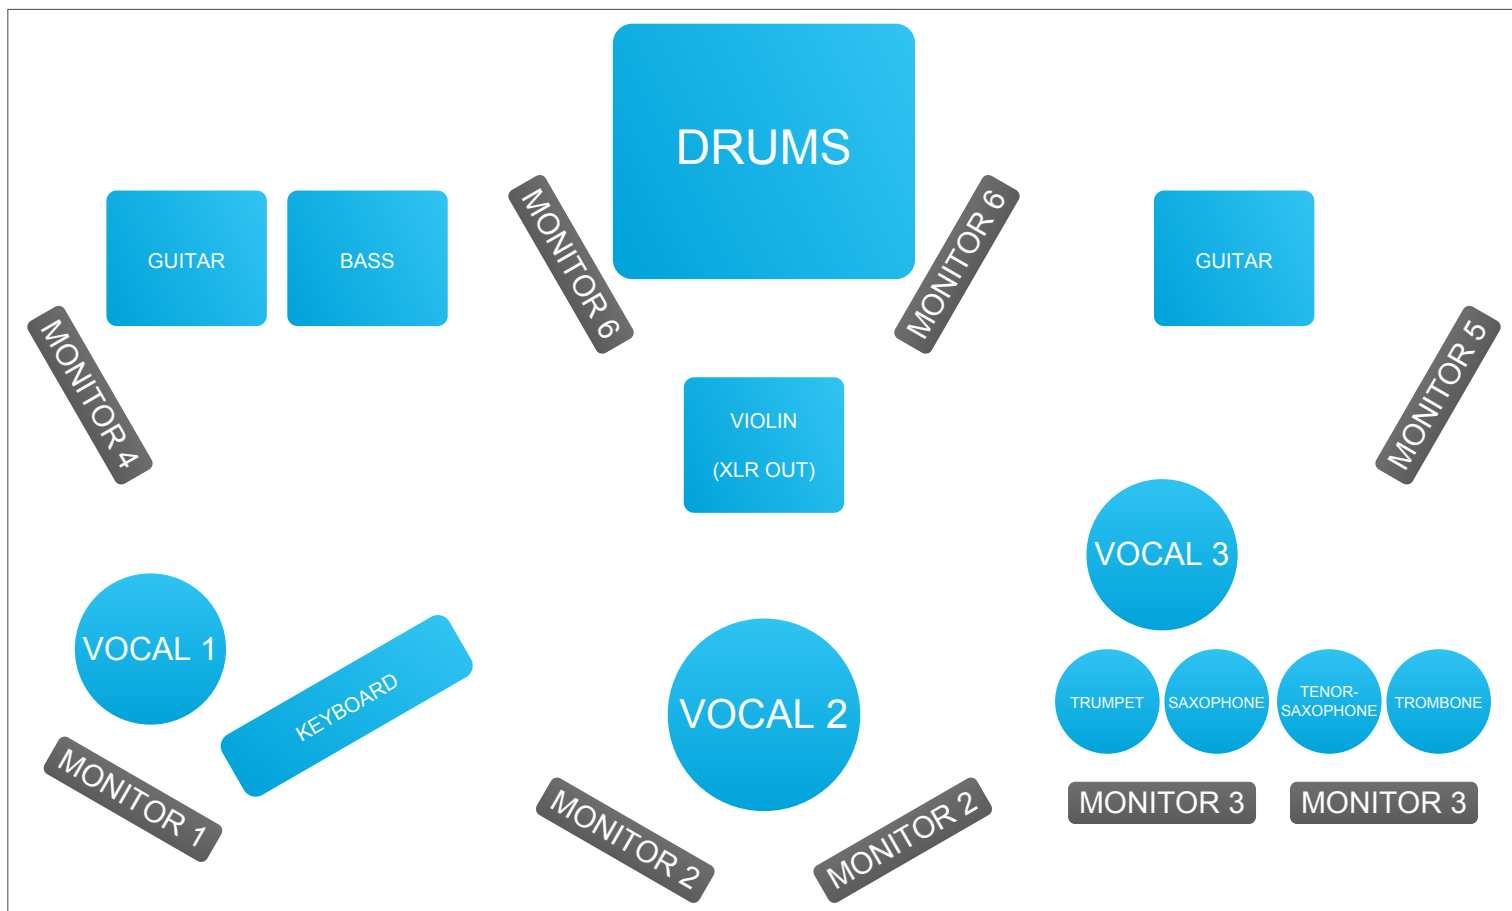 DRUMS
MONITOR 6
MONITOR 6
GUITAR
BASS
GUITAR
MONITOR 4
MONITOR 5
VIOLIN
(XLR OUT)
VOCAL 3
VOCAL 1
KEYBOARD
VOCAL 2
TRUMPET
SAXOPHONE
TENOR-
SAXOPHONE
TROMBONE
MONITOR 1
MONITOR 2
MONITOR 2
MONITOR 3
MONITOR 3